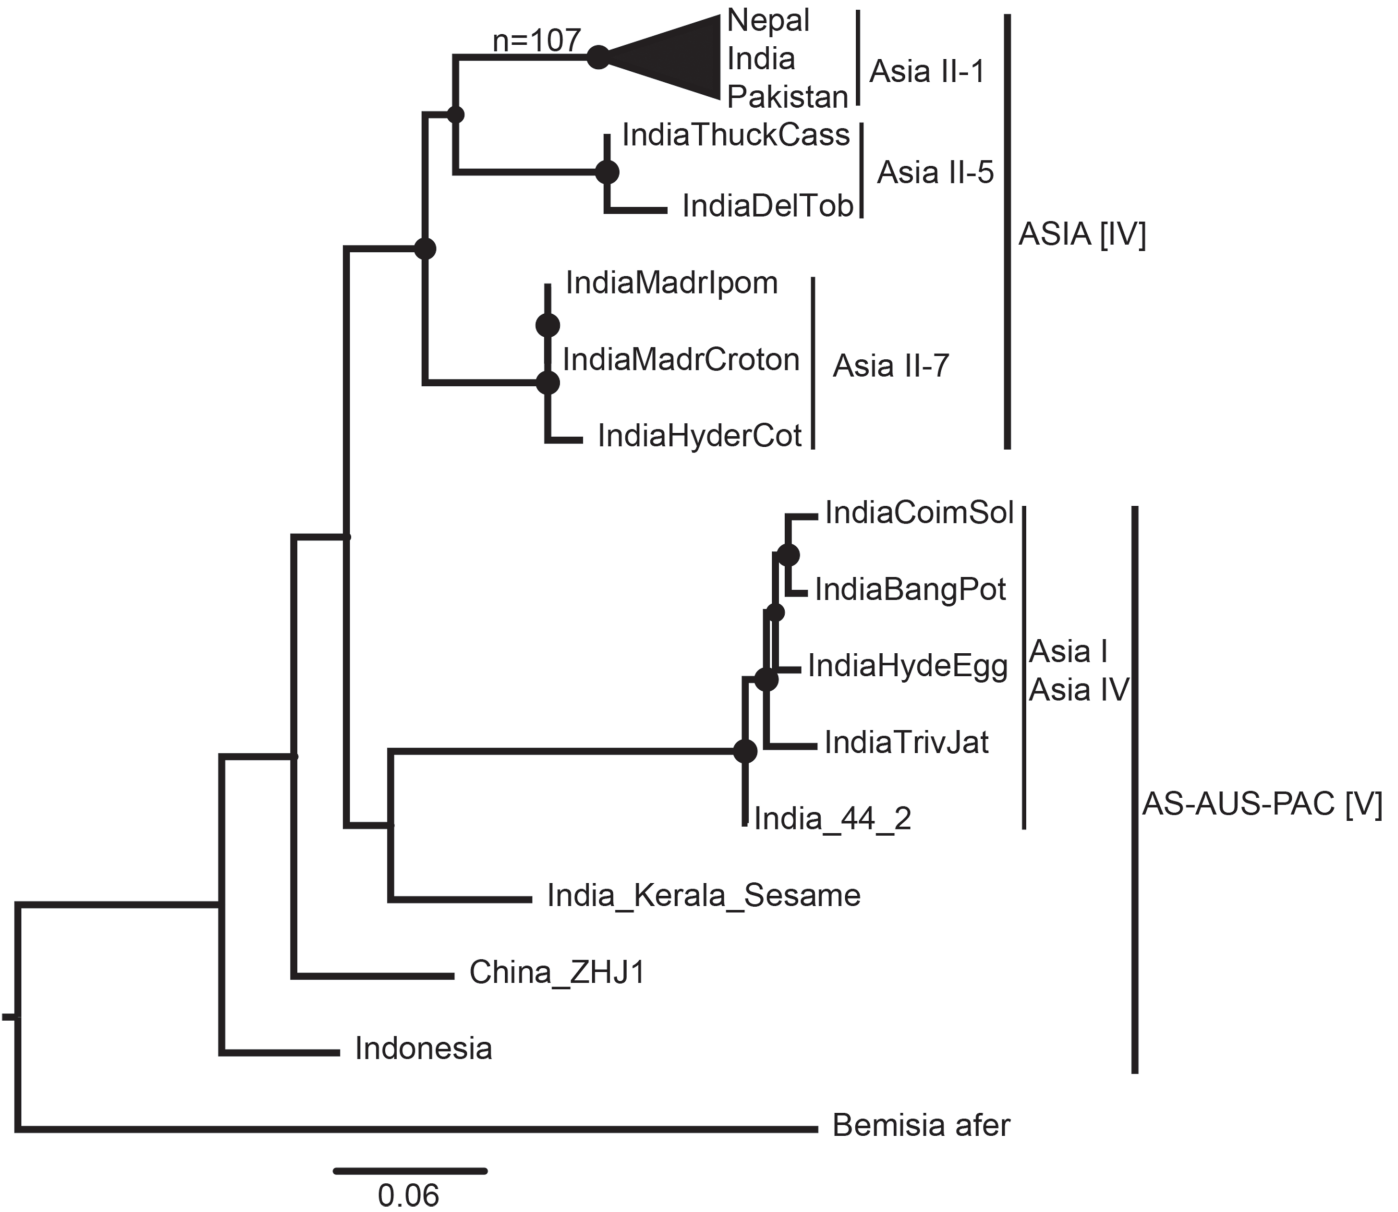 n=107
Nepal
India
Pakistan
Asia II-1
IndiaThuckCass
IndiaDelTob
Asia II-5
ASIA [IV]
IndiaMadrIpom
IndiaMadrCroton
IndiaHyderCot
Asia II-7
IndiaCoimSol
IndiaBangPot
IndiaHydeEgg
IndiaTrivJat
India_44_2
Asia I
Asia IV
AS-AUS-PAC [V]
India_Kerala_Sesame
China_ZHJ1
Indonesia
Bemisia afer
0.06